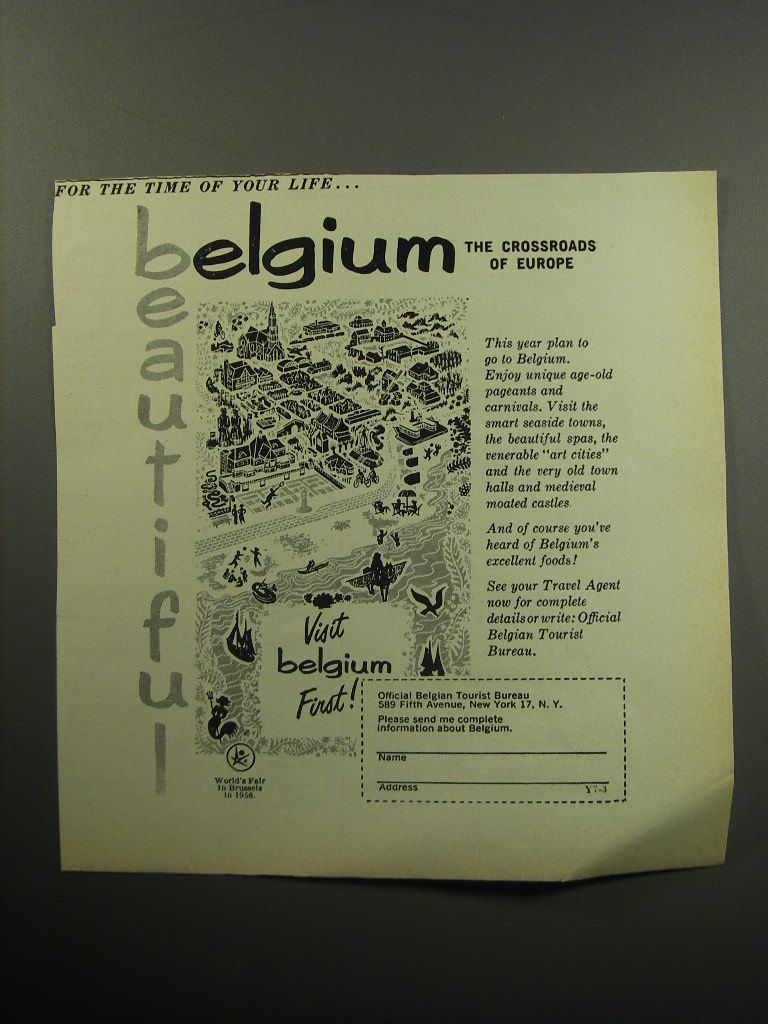 FOR THE TIME OF YOUR LIFE...
beautiful
belgium
THE CROSSROADS
OF EUROPE
This year plan to
go to Belgium.
Enjoy unique age-old
pageants and
carnivals. Visit the
smart seaside towns,
the beautiful spas, the
venerable "art cities"
and the very old town
halls and medieval
moated castles
And of course you've
heard of Belgium's
excellent foods!
See your Travel Agent
now for complete
details or write: Official
Belgian Tourist
Bureau.
Visit
belgium
First!
World's Fair
In Brussels
In 1958.
Official Belgian Tourist Bureau
589 Fifth Avenue, New York 17, N. Y.
Please send me complete
information about Belgium.
Name
Address
Y7-3